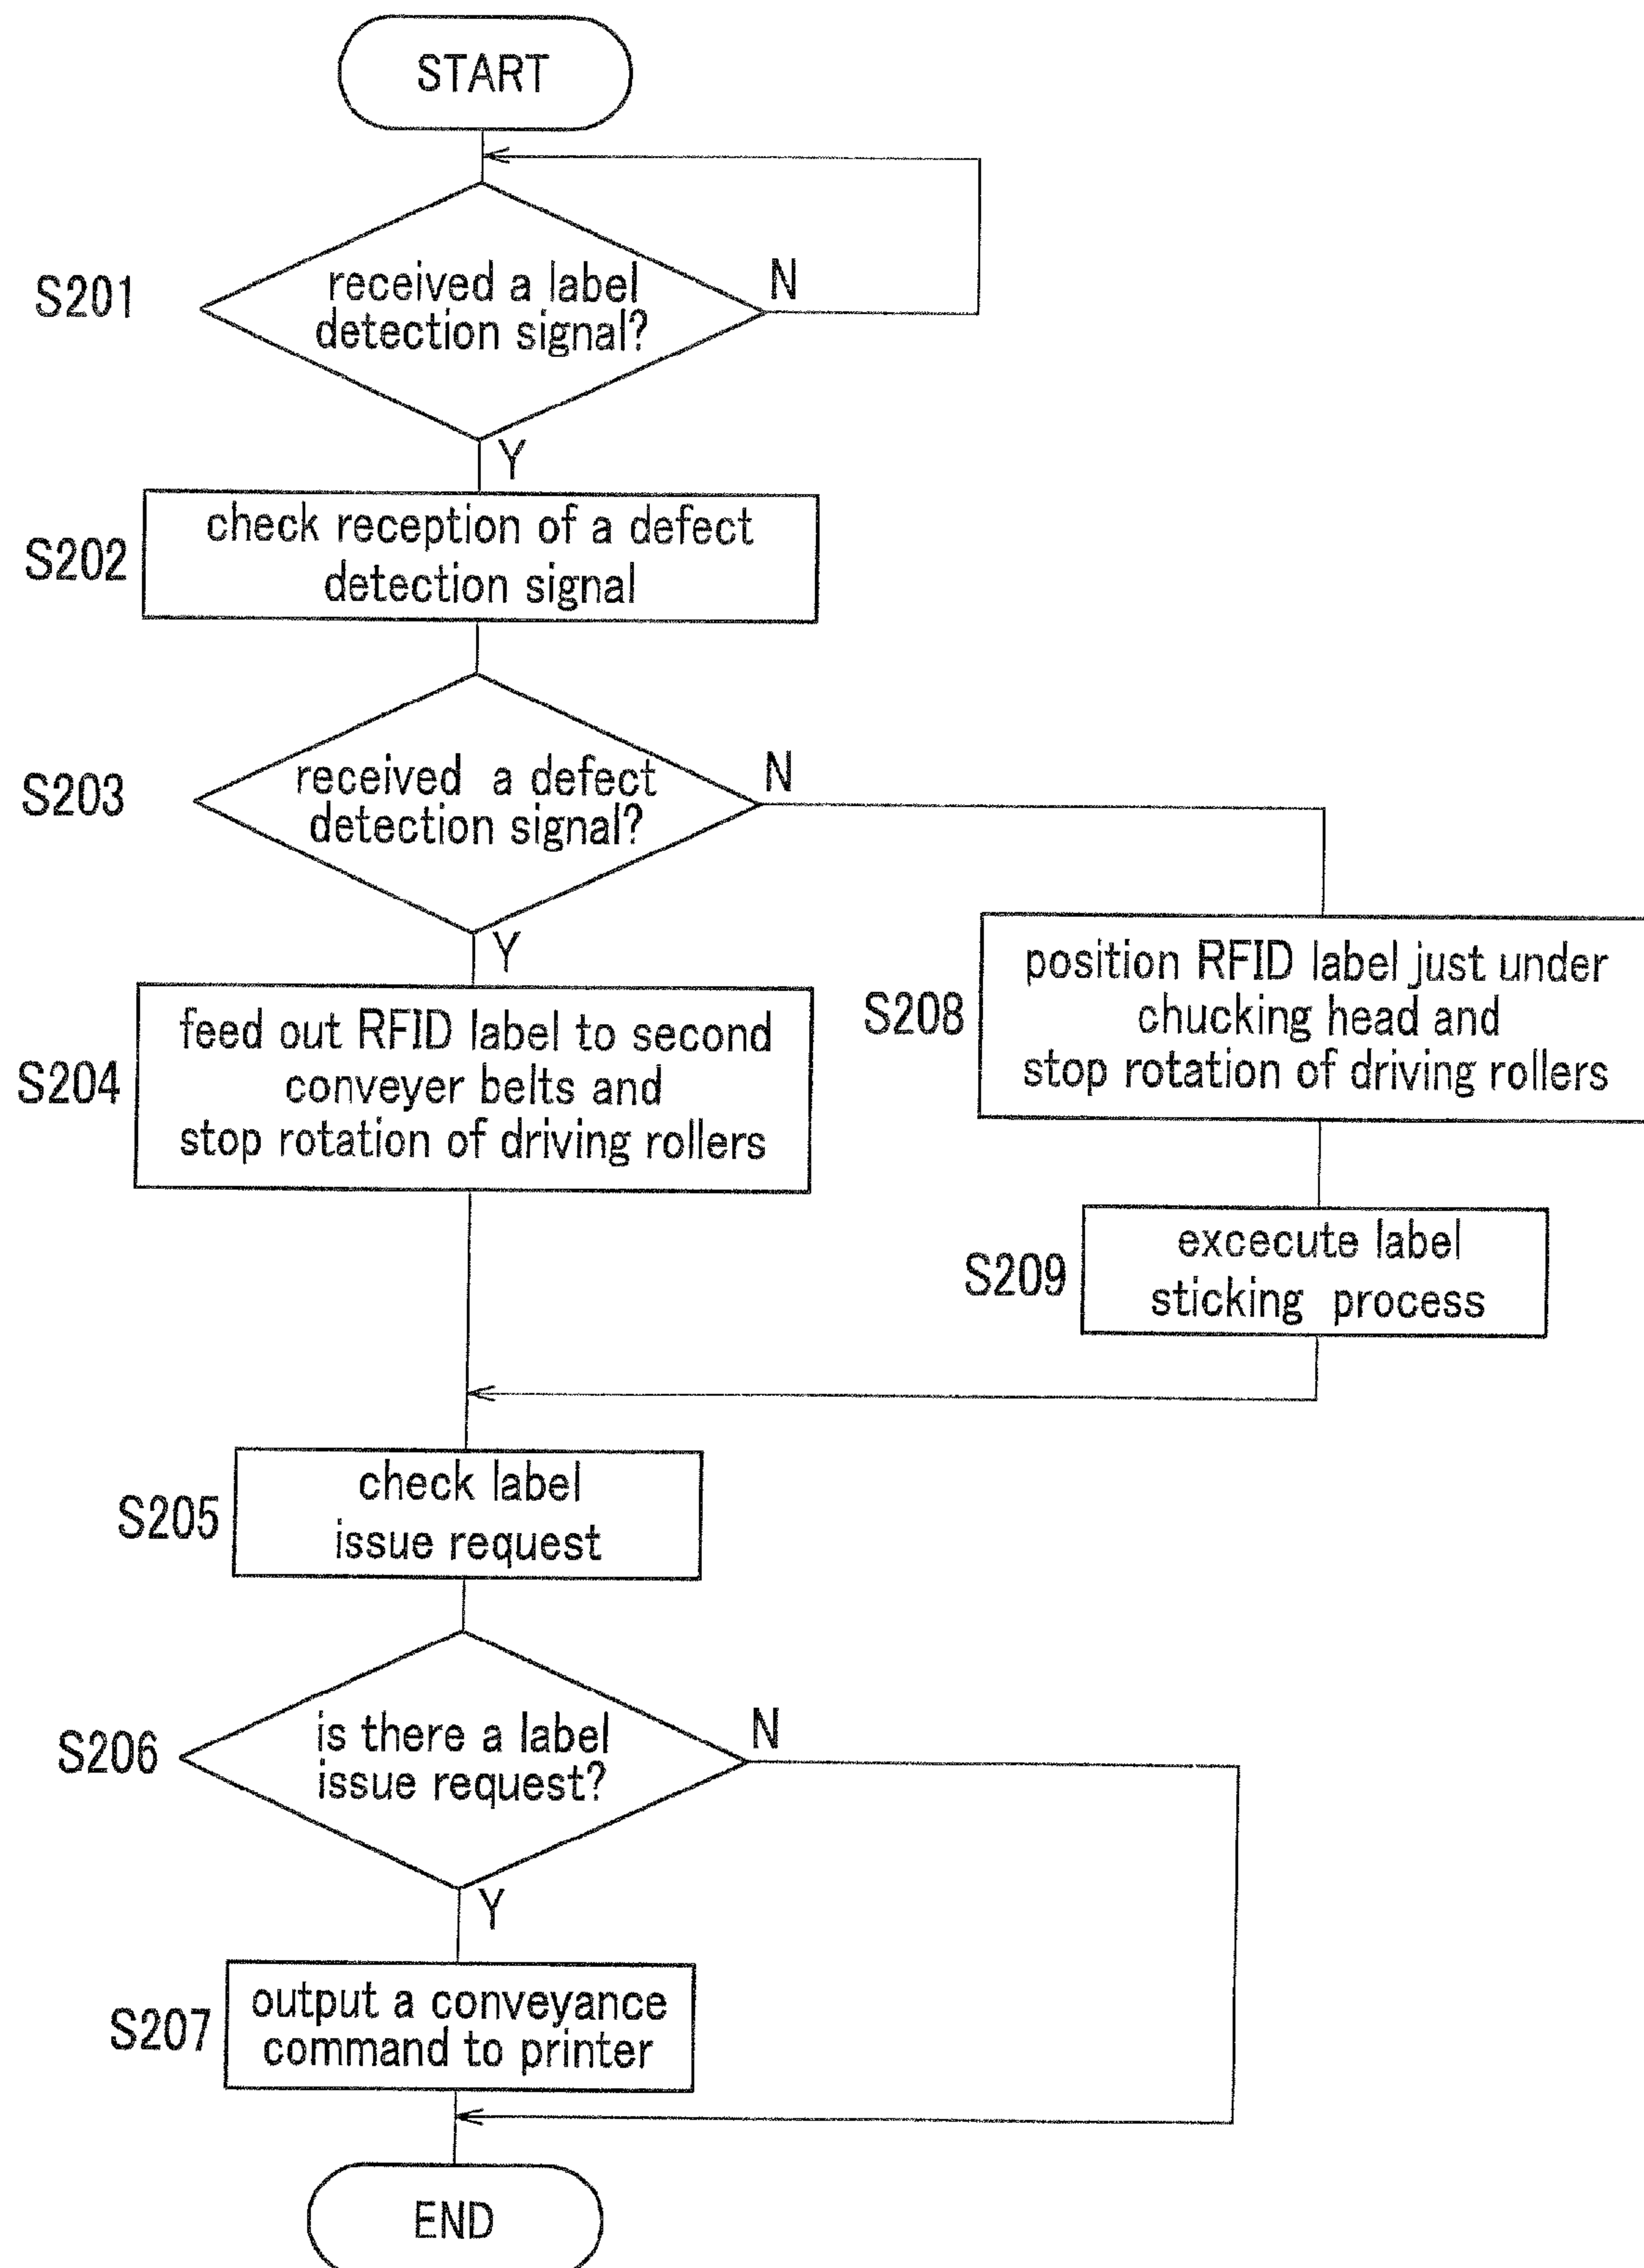 START
S201
received a label
detection signal?
N
Y
S202
check reception of a defect
detection signal
S203
received a defect
detection signal?
N
Y
S204
feed out RFID label to second
conveyer belts and
stop rotation of driving rollers
S208
position RFID label just under
chucking head and
stop rotation of driving rollers
S209
excecute label
sticking process
S205
check label
issue request
S206
is there a label
issue request?
N
Y
S207
output a conveyance
command to printer
END